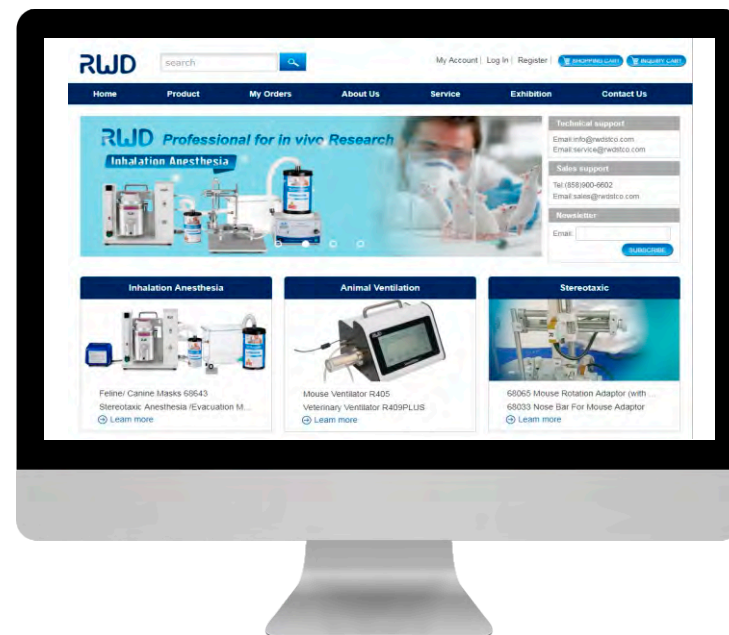 RWD
search
My Account | Log In | Register |
SHOPPING CART
INQUIRY CART
Home Product My Orders About Us Service Exhibition Contact Us
RWD Professional for in vivo Research
Inhalation Anesthesia
Technical support
Email:info@rwdstco.com
Email:service@rwdstco.com
Sales support
Tel:(858)900-6602
Email:sales@rwdstco.com
Newsletter
Email:
SUBSCRIBE
Inhalation Anesthesia
Feline/ Canine Masks 68643
Stereotaxic Anesthesia /Evacuation M...
Learn more
Animal Ventilation
Mouse Ventilator R405
Veterinary Ventilator R409PLUS
Learn more
Stereotaxic
68065 Mouse Rotation Adaptor (with ...
68033 Nose Bar For Mouse Adaptor
Learn more